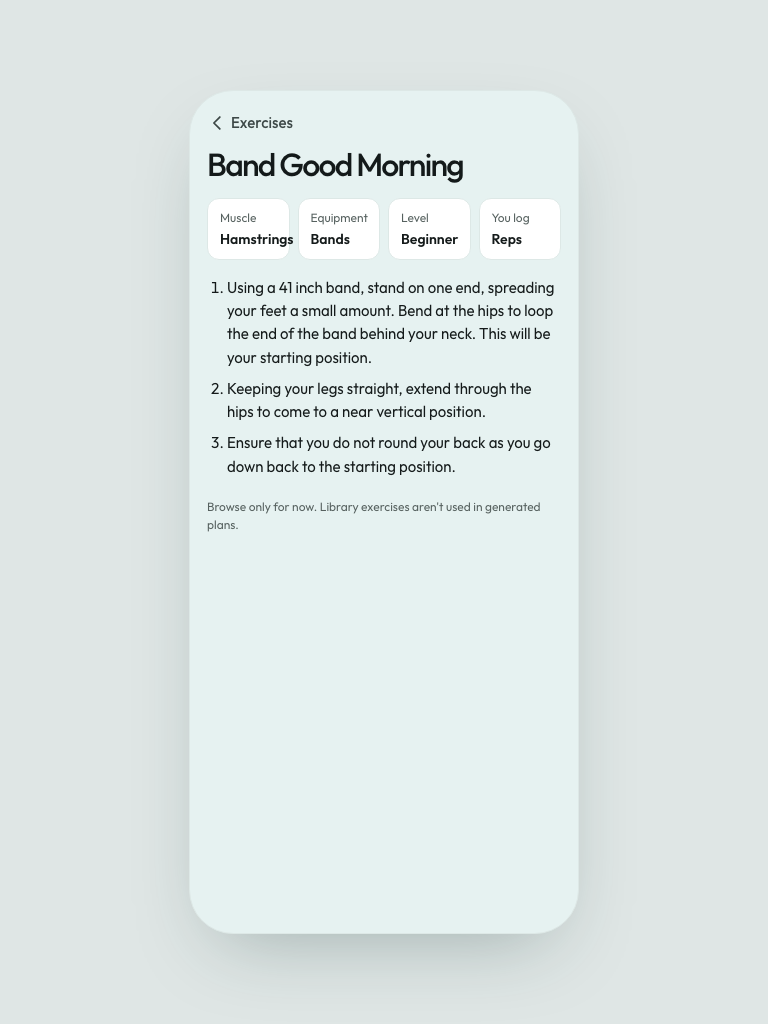 Exercises
Band Good Morning
Muscle Equipment Level You log
Hamstrings Bands Beginner Reps
1. Using a 41 inch band, stand on one end, spreading
your feet a small amount. Bend at the hips to loop
the end of the band behind your neck. This will be
your starting position.
2. Keeping your legs straight, extend through the
hips to come to a near vertical position.
3. Ensure that you do not round your back as you go
down back to the starting position.
Browse only for now. Library exercises aren't used in generated
plans.